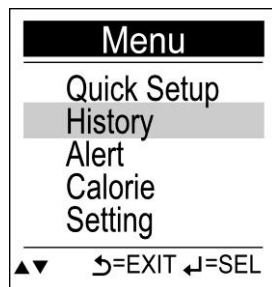 Menu
Quick Setup
History
Alert
Calorie
Setting
▲▼ ⮌=EXIT ↵=SEL